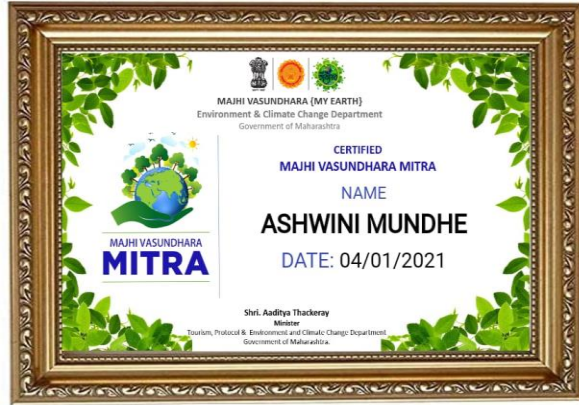 MAJHI VASUNDHARA {MY EARTH}
Environment & Climate Change Department
Government of Maharashtra
CERTIFIED
MAJHI VASUNDHARA MITRA
NAME
ASHWINI MUNDHE
DATE: 04/01/2021
MAJHI VASUNDHARA
MITRA
Shri. Aaditya Thackeray
Minister
Tourism, Protocol & Environment and Climate Change Department
Government of Maharashtra.